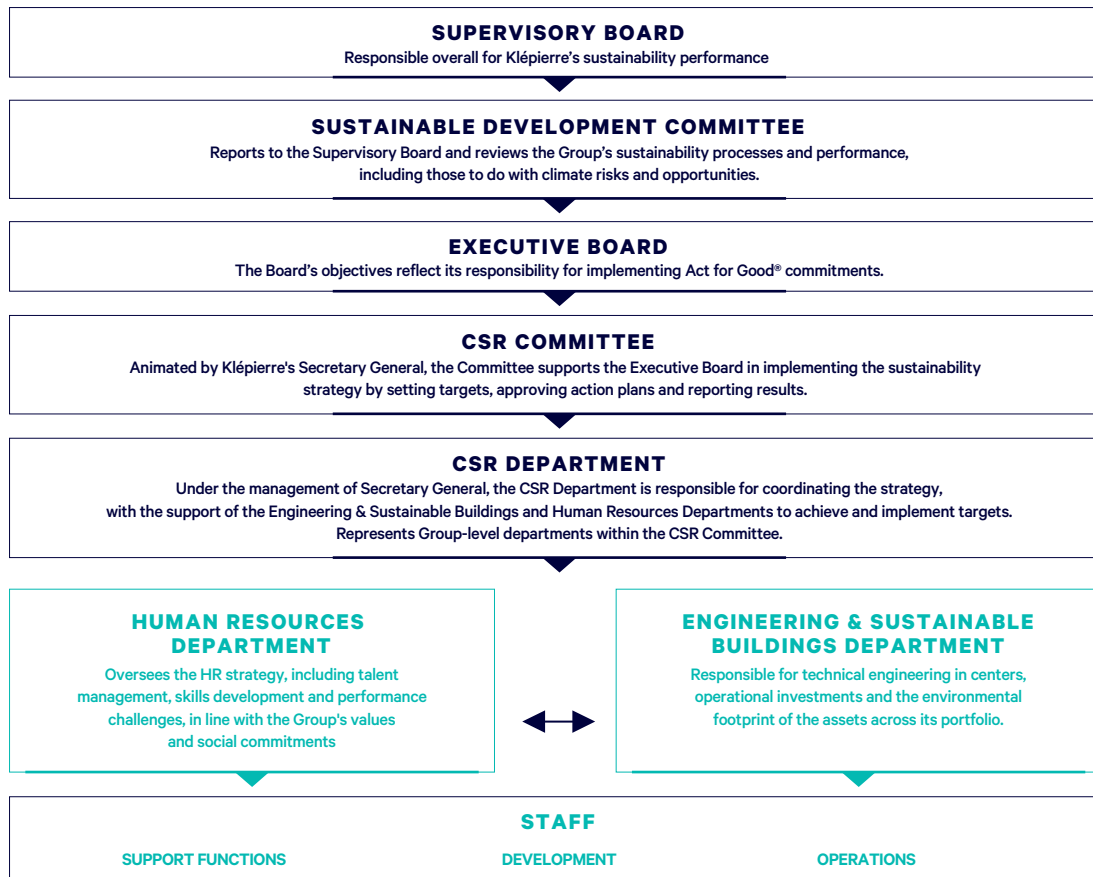 SUPERVISORY BOARD
Responsible overall for Klépierre’s sustainability performance
SUSTAINABLE DEVELOPMENT COMMITTEE
Reports to the Supervisory Board and reviews the Group’s sustainability processes and performance,
including those to do with climate risks and opportunities.
EXECUTIVE BOARD
The Board’s objectives reflect its responsibility for implementing Act for Good® commitments.
CSR COMMITTEE
Animated by Klépierre's Secretary General, the Committee supports the Executive Board in implementing the sustainability
strategy by setting targets, approving action plans and reporting results.
CSR DEPARTMENT
Under the management of Secretary General, the CSR Department is responsible for coordinating the strategy,
with the support of the Engineering & Sustainable Buildings and Human Resources Departments to achieve and implement targets.
Represents Group-level departments within the CSR Committee.
HUMAN RESOURCES
DEPARTMENT
Oversees the HR strategy, including talent
management, skills development and performance
challenges, in line with the Group's values
and social commitments
ENGINEERING & SUSTAINABLE
BUILDINGS DEPARTMENT
Responsible for technical engineering in centers,
operational investments and the environmental
footprint of the assets across its portfolio.
STAFF
SUPPORT FUNCTIONS
DEVELOPMENT
OPERATIONS